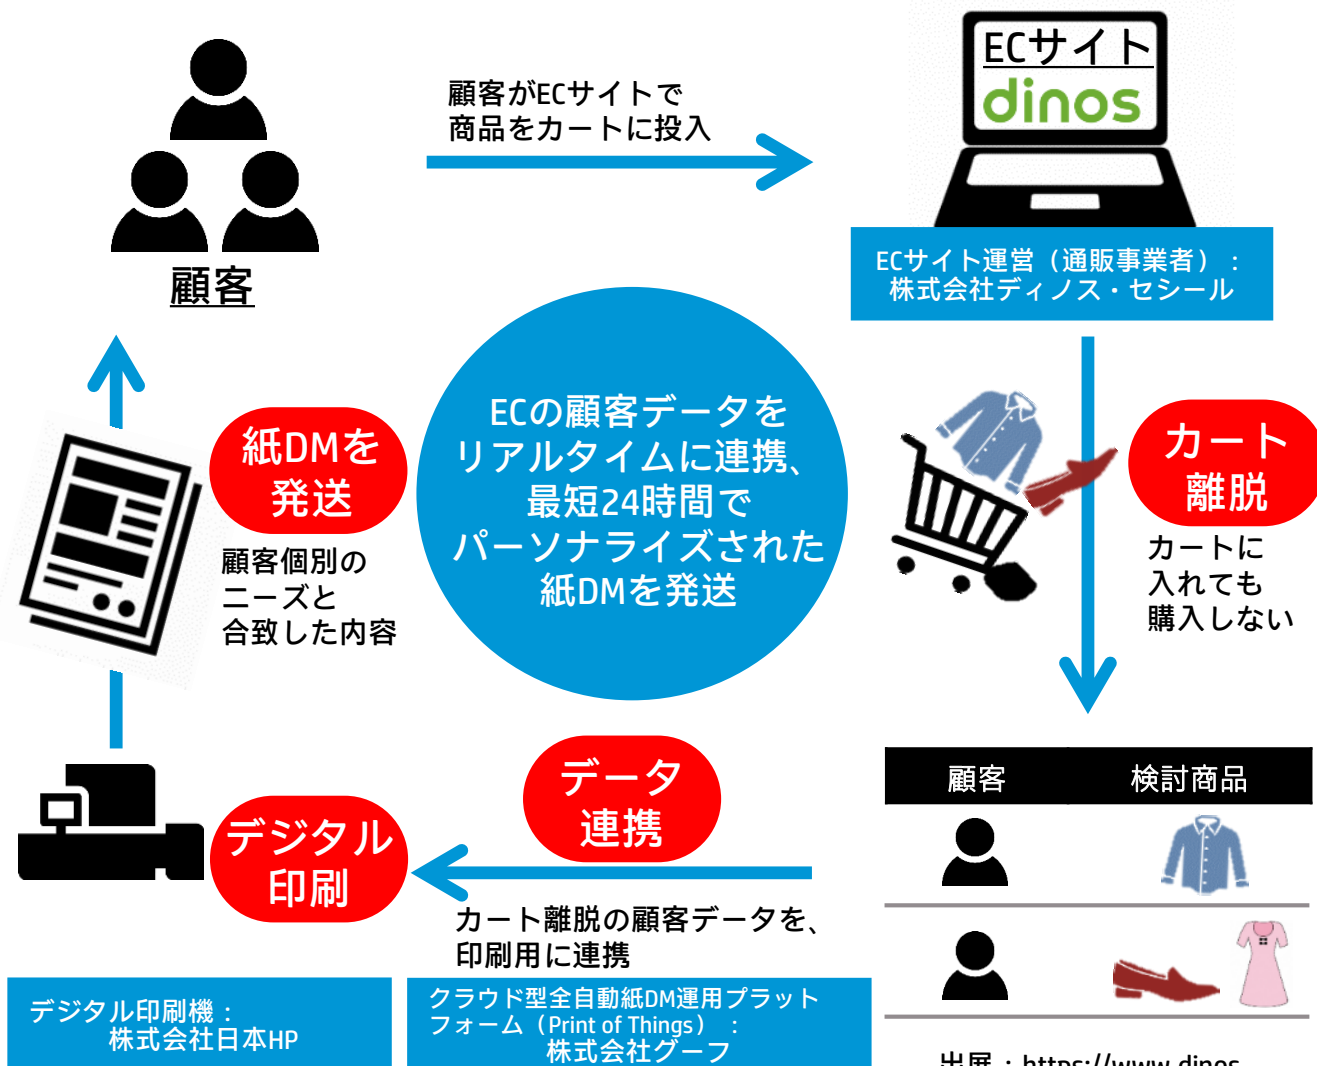 顧客がECサイトで
商品をカートに投入
ECサイト
dinos
顧客
ECサイト運営（通販事業者）：
株式会社ディノス・セシール
ECの顧客データを
リアルタイムに連携、
最短24時間で
パーソナライズされた
紙DMを発送
カート
離脱
カートに
入れても
購入しない
紙DMを
発送
顧客個別の
ニーズと
合致した内容
顧客 検討商品
データ
連携
カート離脱の顧客データを、
印刷用に連携
デジタル
印刷
デジタル印刷機：
株式会社日本HP
クラウド型全自動紙DM運用プラット
フォーム（Print of Things）：
株式会社グーフ
出展：https://www.dinos